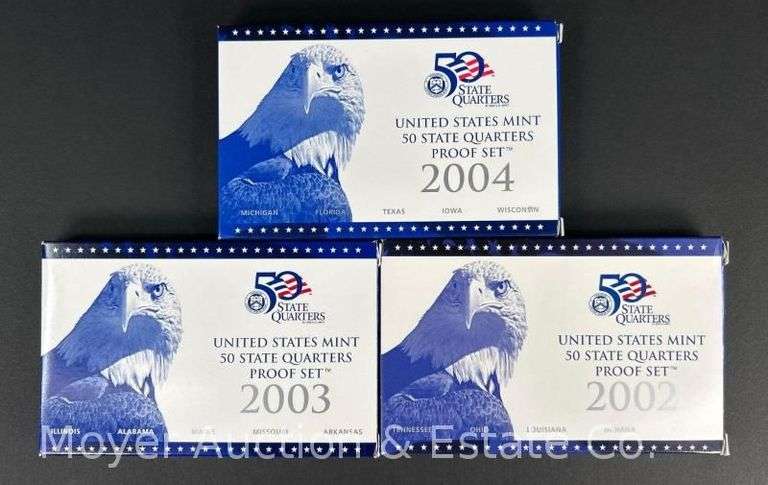 50
STATE
QUARTERS
UNITED STATES MINT
50 STATE QUARTERS
PROOF SET™
2004
MICHIGAN FLORIDA TEXAS IOWA WISCONSIN
50
STATE
QUARTERS
UNITED STATES MINT
50 STATE QUARTERS
PROOF SET™
2003
ILLINOIS ALABAMA MAINE MISSOURI ARKANSAS
50
STATE
QUARTERS
UNITED STATES MINT
50 STATE QUARTERS
PROOF SET™
2002
TENNESSEE OHIO LOUISIANA INDIANA
Moyer Auction & Estate Co.